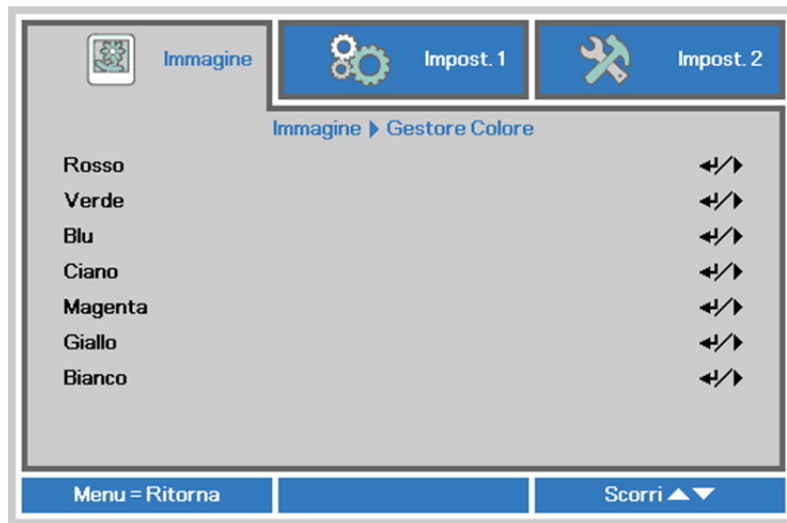 Immagine Impost. 1 Impost. 2
Immagine ▶ Gestore Colore
Rosso ↵/▶
Verde ↵/▶
Blu ↵/▶
Ciano ↵/▶
Magenta ↵/▶
Giallo ↵/▶
Bianco ↵/▶
Menu = Ritorna Scorri ▲▼